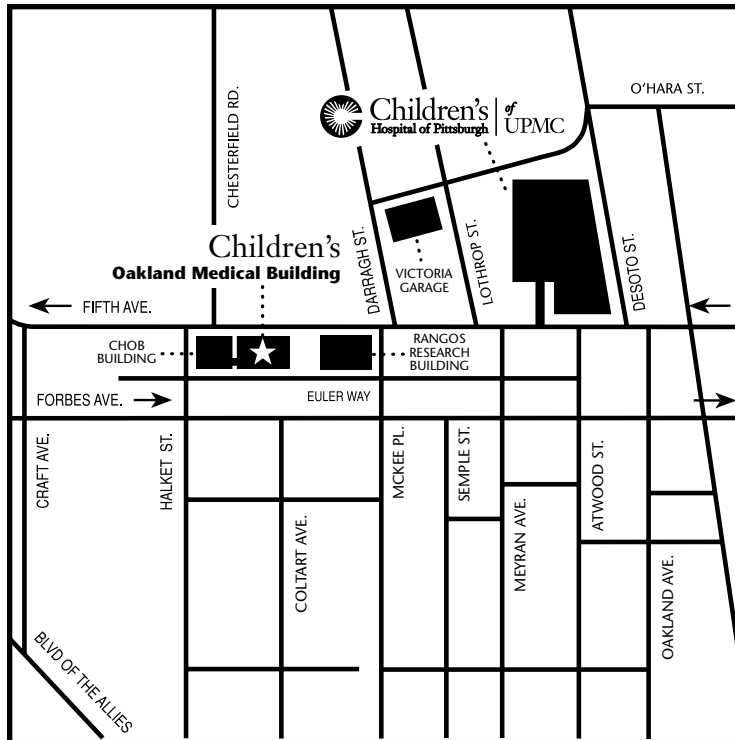 O'HARA ST.
Children's
Hospital of Pittsburgh
of
UPMC
CHESTERFIELD RD.
Children's
Oakland Medical Building
DARRAGH ST.
VICTORIA
GARAGE
LOTHROP ST.
DESOTO ST.
FIFTH AVE.
CHOB
BUILDING
RANGOS
RESEARCH
BUILDING
EULER WAY
FORBES AVE.
CRAFT AVE.
HALKET ST.
COLTART AVE.
MCKEE PL.
SEMPLE ST.
MEYRAN AVE.
ATWOOD ST.
OAKLAND AVE.
BLVD OF THE ALLIES